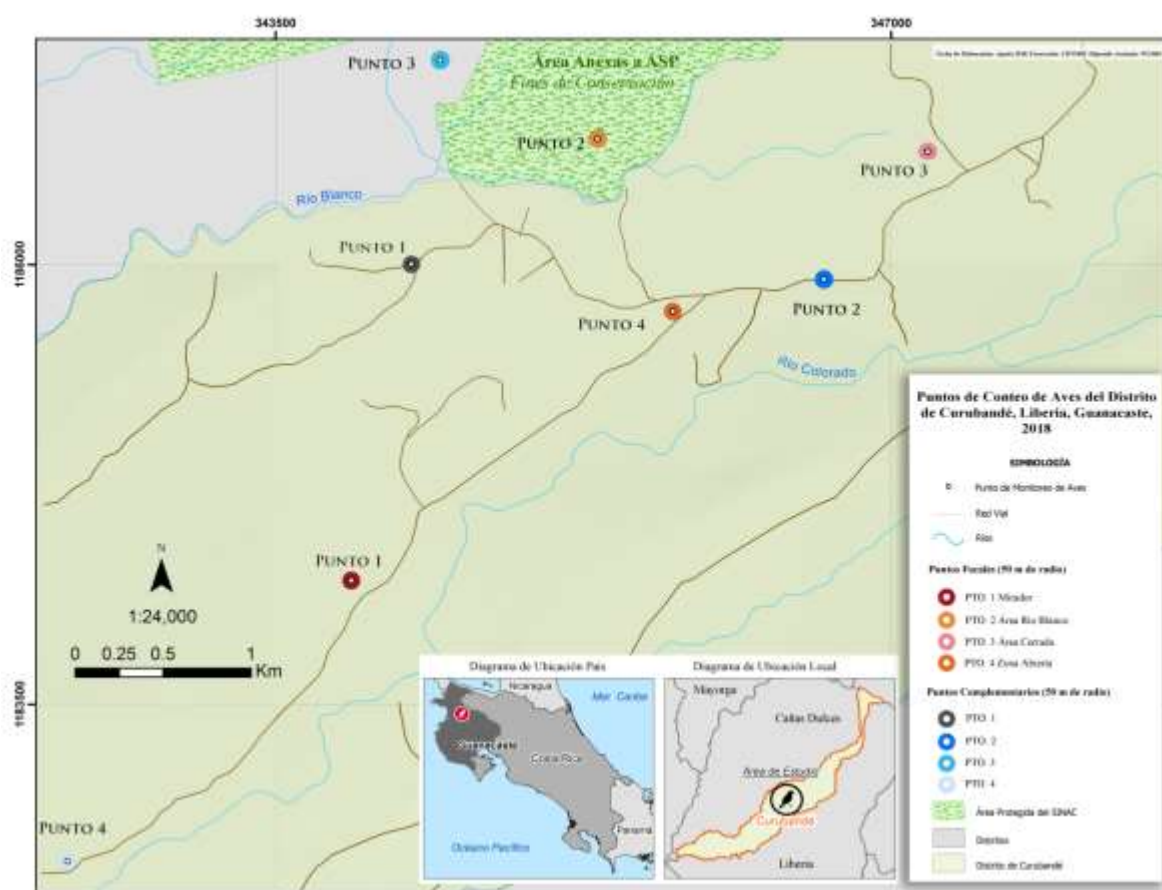 343500
347000
PUNTO 3
Área Anexas a ASP
Fines de Conservación
PUNTO 2
PUNTO 3
Río Blanco
PUNTO 1
1186000
PUNTO 4
PUNTO 2
Río Colorado
PUNTO 1
N
1:24,000
0 0.25 0.5 1
Km
1183500
PUNTO 4
Puntos de Conteo de Aves del Distrito
de Curubandé, Liberia, Guanacaste,
2018
SIMBOLOGÍA
Punto de Monitoreo de Aves
Red Vial
Ríos
Puntos Focales (50 m de radio)
PTO. 1 Mirador
PTO. 2 Área Río Blanco
PTO. 3 Área Cerrada
PTO. 4 Zona Abierta
Puntos Complementarios (50 m de radio)
PTO. 1
PTO. 2
PTO. 3
PTO. 4
Área Protegida del SINAC
Distritos
Distrito de Curubandé
Diagrama de Ubicación País
Nicaragua
Mar Caribe
Guanacaste
Costa Rica
Panamá
Océano Pacífico
Diagrama de Ubicación Local
Mayorga
Cañas Dulces
Área de Estudio
Curubandé
Liberia